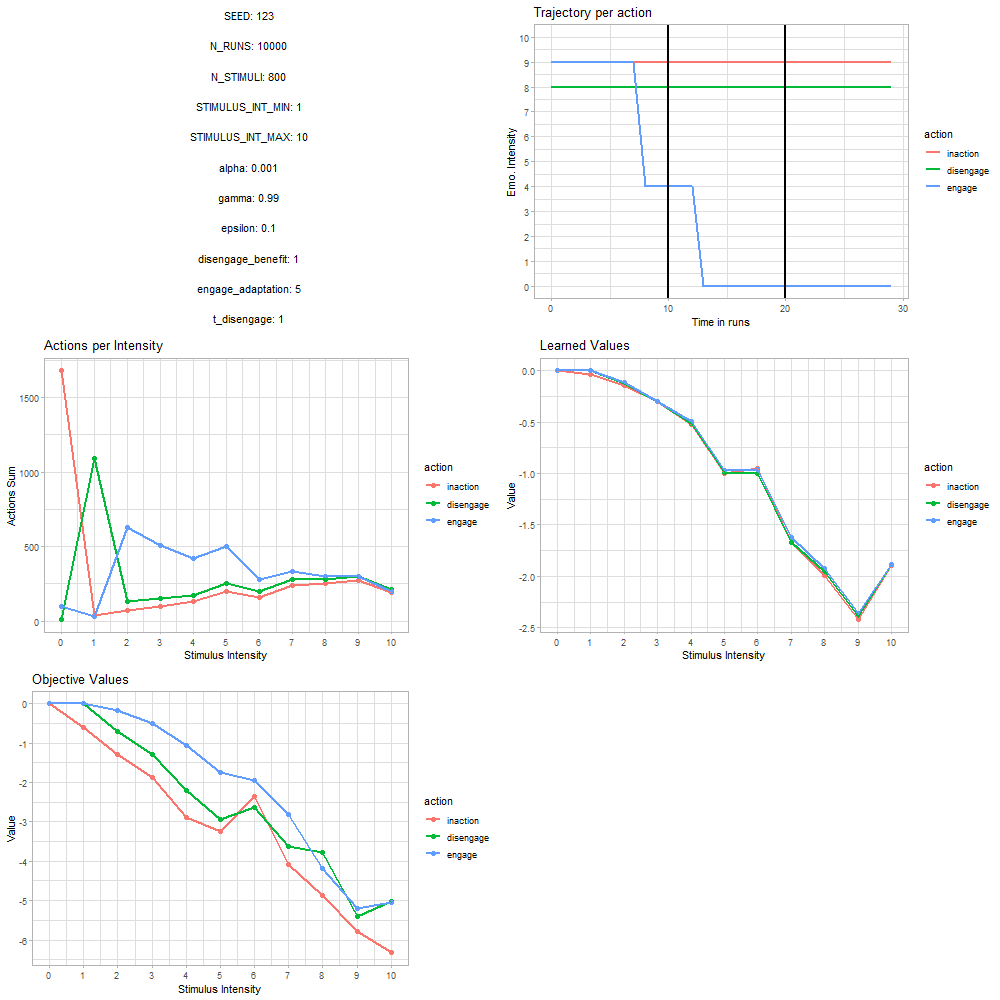 SEED: 123
N_RUNS: 10000
N_STIMULI: 800
STIMULUS_INT_MIN: 1
STIMULUS_INT_MAX: 10
alpha: 0.001
gamma: 0.99
epsilon: 0.1
disengage_benefit: 1
engage_adaptation: 5
t_disengage: 1
Trajectory per action
Emo. Intensity
10
9
8
7
6
5
4
3
2
1
0
0 10 20 30
Time in runs
action
inaction
disengage
engage
Actions per Intensity
Actions Sum
1500
1000
500
0
0 1 2 3 4 5 6 7 8 9 10
Stimulus Intensity
action
inaction
disengage
engage
Learned Values
Value
0.0
-0.5
-1.0
-1.5
-2.0
-2.5
0 1 2 3 4 5 6 7 8 9 10
Stimulus Intensity
action
inaction
disengage
engage
Objective Values
Value
0
-1
-2
-3
-4
-5
-6
0 1 2 3 4 5 6 7 8 9 10
Stimulus Intensity
action
inaction
disengage
engage